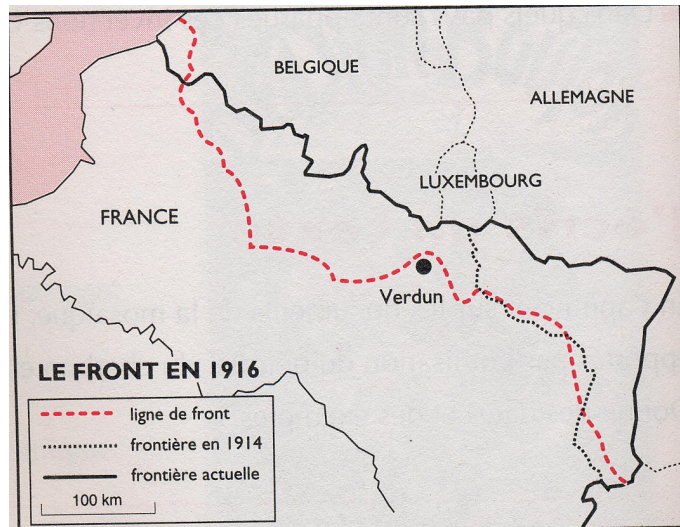 BELGIQUE
ALLEMAGNE
LUXEMBOURG
FRANCE
Verdun
LE FRONT EN 1916
ligne de front
frontière en 1914
frontière actuelle
100 km